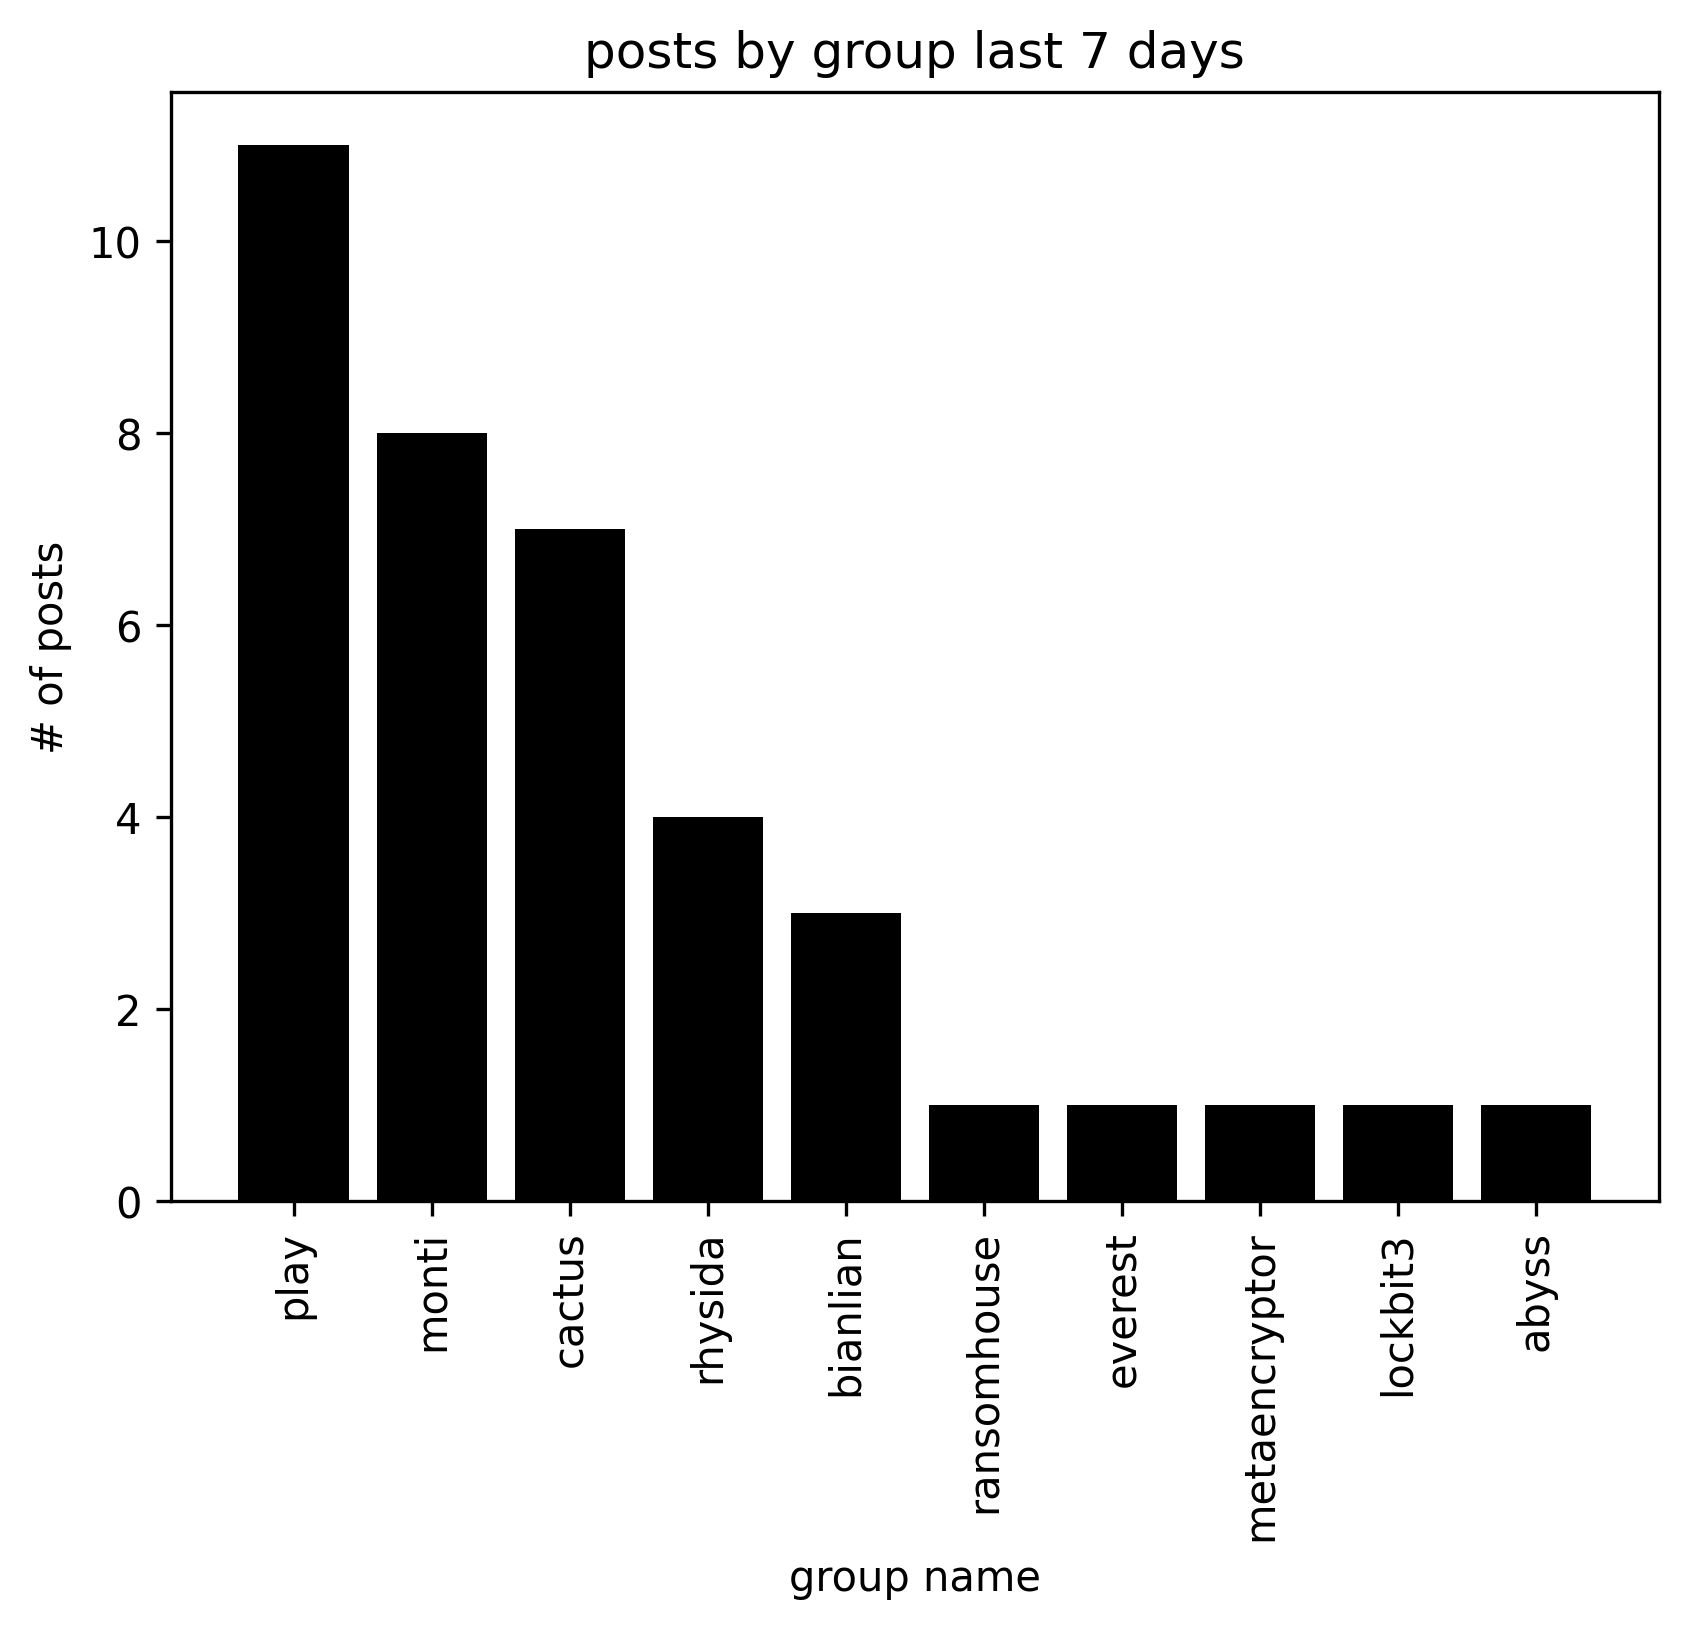 posts by group last 7 days
# of posts
10
8
6
4
2
0
play
monti
cactus
rhysida
bianlian
ransomhouse
everest
metaencryptor
lockbit3
abyss
group name